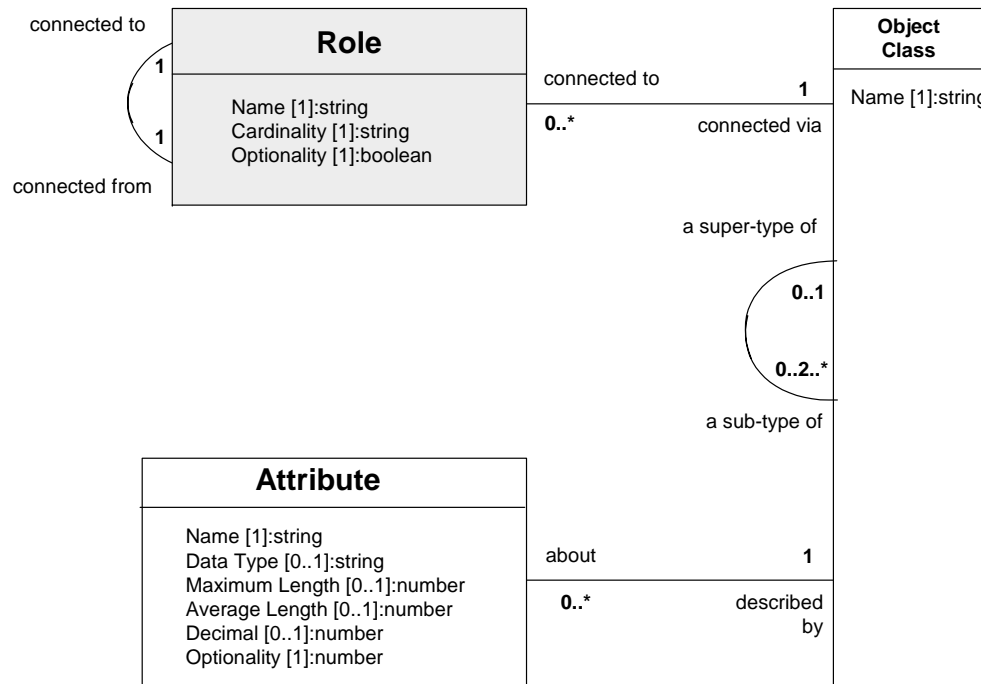 connected to
1
1
connected from
Role
Name [1]:string
Cardinality [1]:string
Optionality [1]:boolean
connected to
0..*
1
connected via
Object
Class
Name [1]:string
a super-type of
0..1
0..2..*
a sub-type of
Attribute
Name [1]:string
Data Type [0..1]:string
Maximum Length [0..1]:number
Average Length [0..1]:number
Decimal [0..1]:number
Optionality [1]:number
about
0..*
1
described
by